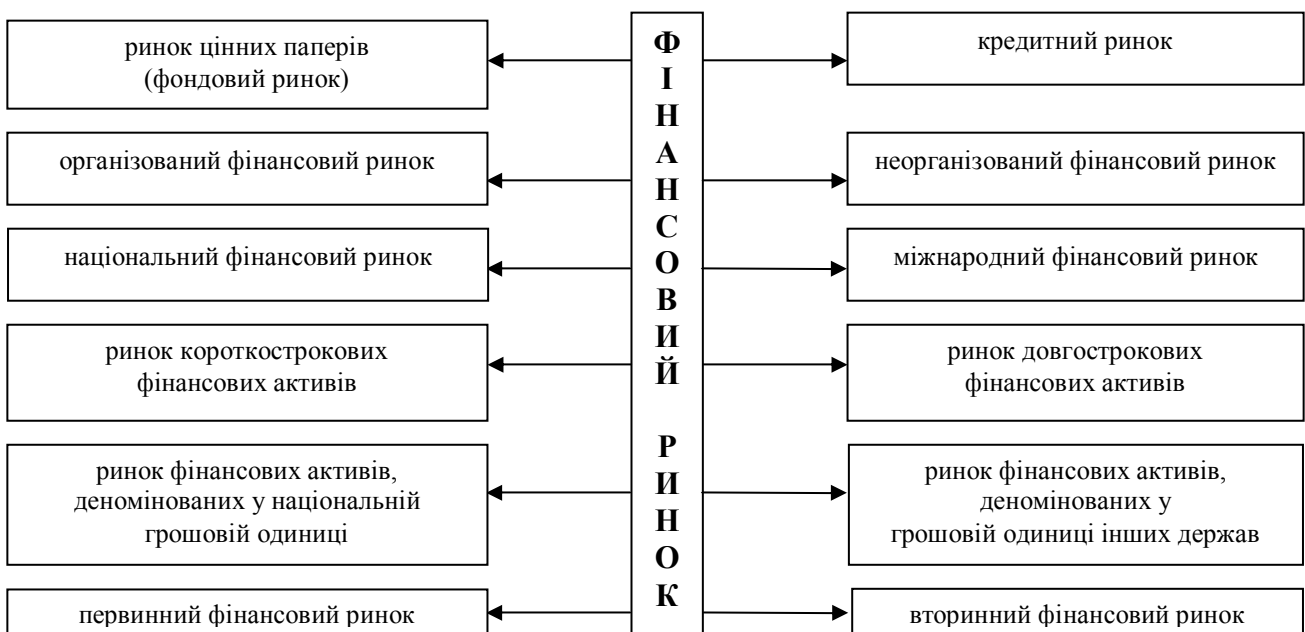 ФІНАНСОВИЙ РИНОК
ринок цінних паперів
(фондовий ринок)
кредитний ринок
організований фінансовий ринок
неорганізований фінансовий ринок
національний фінансовий ринок
міжнародний фінансовий ринок
ринок короткострокових
фінансових активів
ринок довгострокових
фінансових активів
ринок фінансових активів,
деномінованих у національній
грошовій одиниці
ринок фінансових активів,
деномінованих у
грошовій одиниці інших держав
первинний фінансовий ринок
вторинний фінансовий ринок